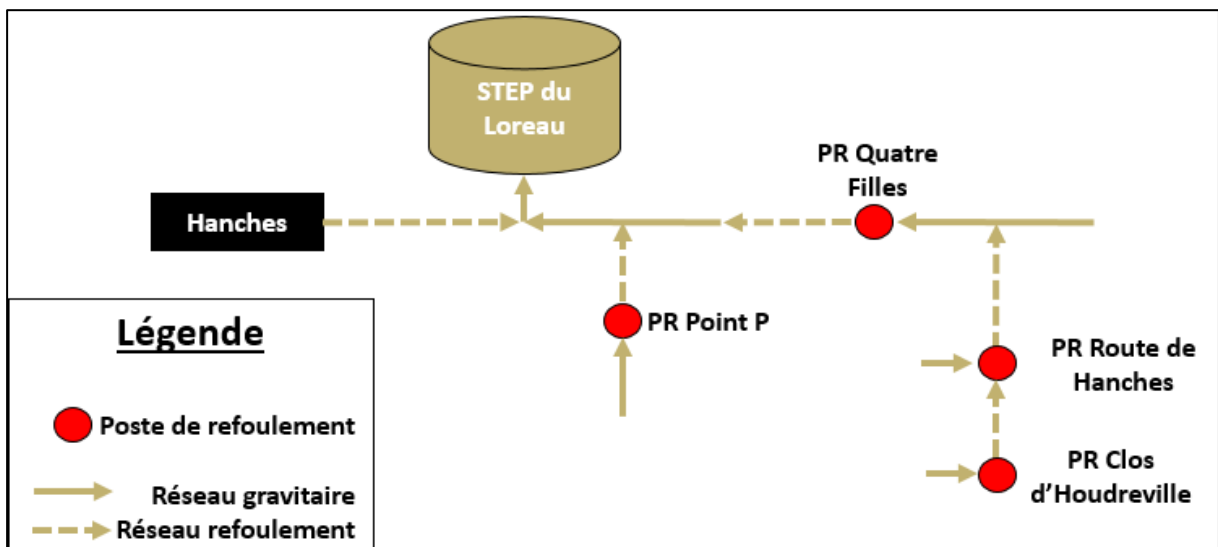 STEP du
Loreau
PR Quatre
Filles
Hanches
PR Point P
PR Route de
Hanches
PR Clos
d’Houdreville
Légende
Poste de refoulement
Réseau gravitaire
Réseau refoulement